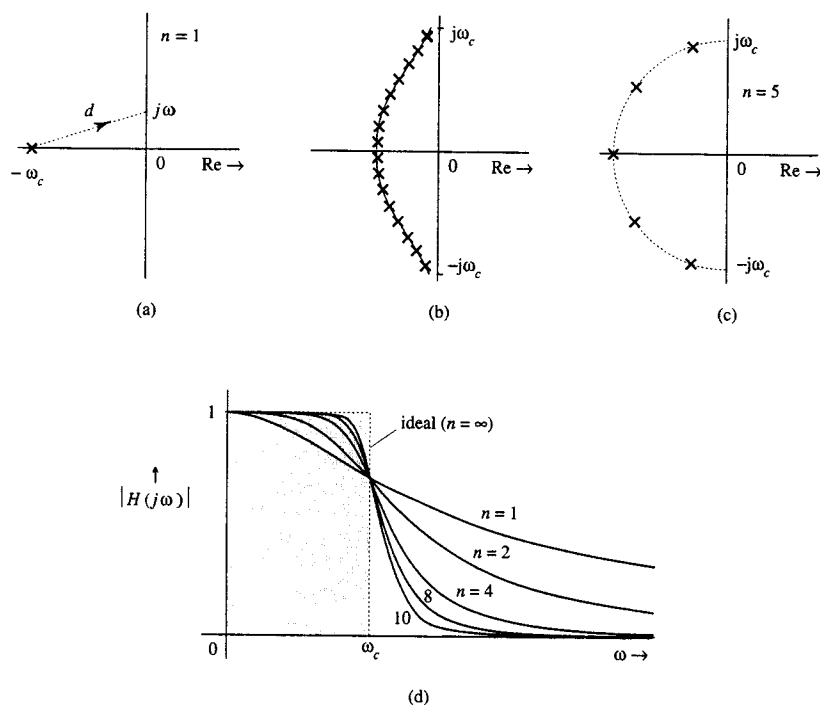 n = 1
d
jω
0
Re →
− ω_c
(a)
jω_c
0
Re →
−jω_c
(b)
jω_c
n = 5
0
Re →
−jω_c
(c)
1
ideal (n = ∞)
|H (jω)|
n = 1
n = 2
n = 4
8
10
0
ω_c
ω →
(d)